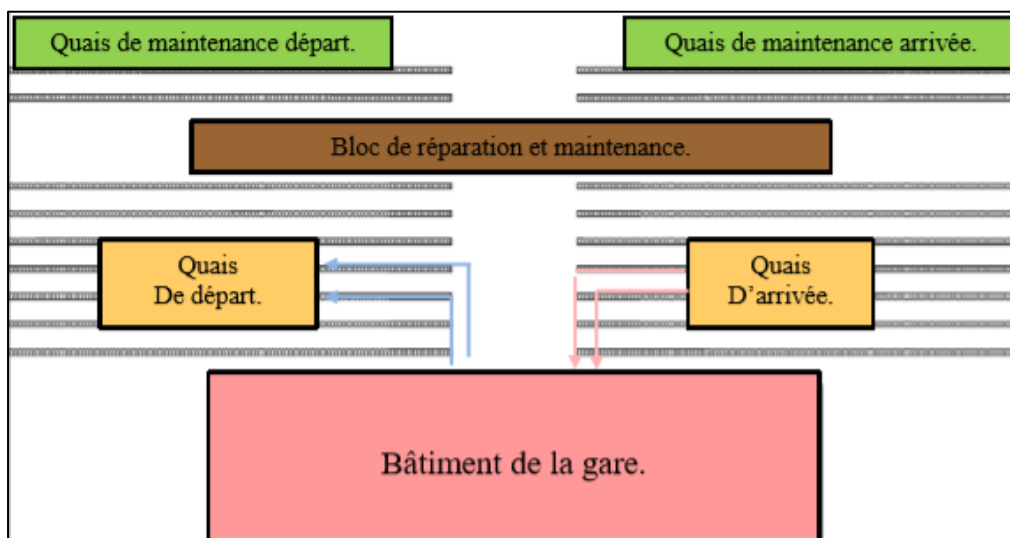 Quais de maintenance départ.
Quais de maintenance arrivée.
Bloc de réparation et maintenance.
Quais
De départ.
Quais
D’arrivée.
Bâtiment de la gare.